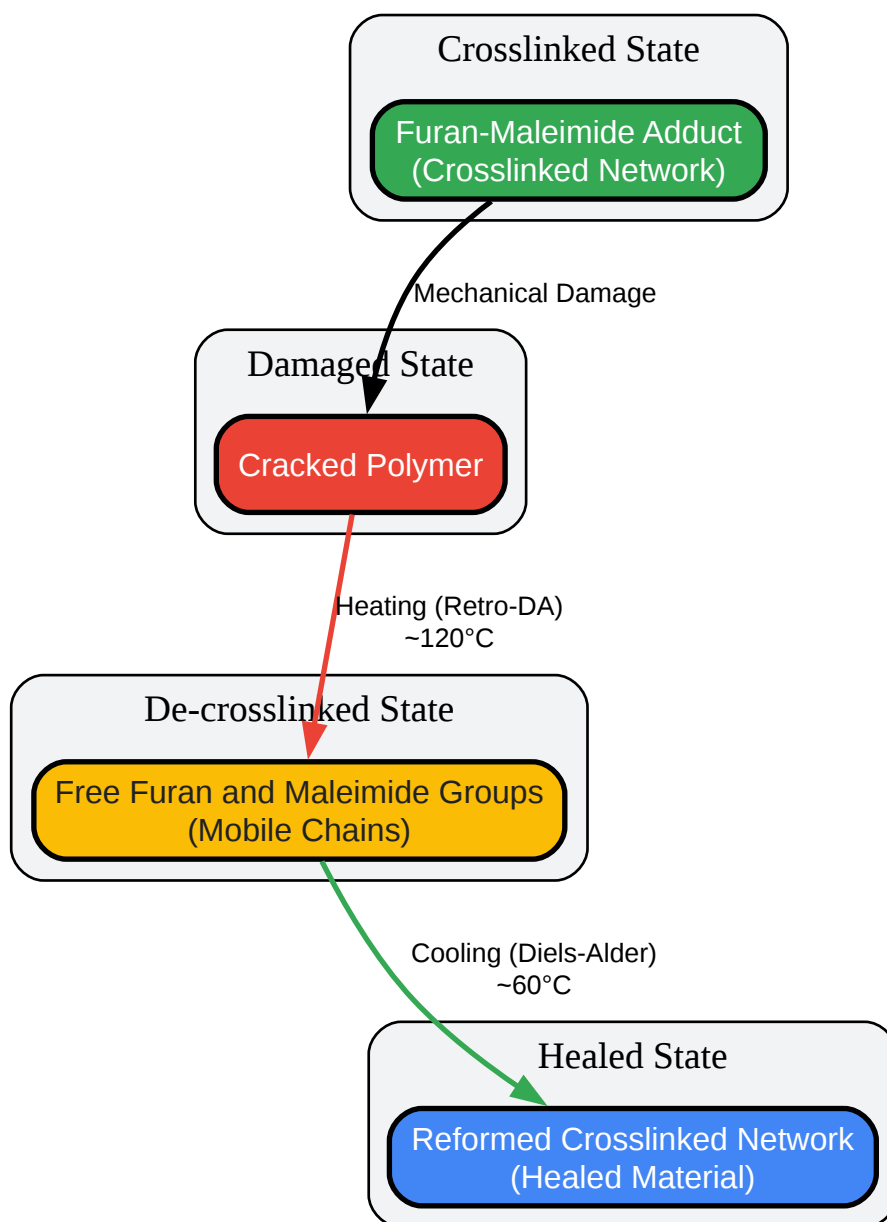 Crosslinked State
Furan-Maleimide Adduct
(Crosslinked Network)
Mechanical Damage
Damaged State
Cracked Polymer
Heating (Retro-DA)
~120°C
De-crosslinked State
Free Furan and Maleimide Groups
(Mobile Chains)
Cooling (Diels-Alder)
~60°C
Healed State
Reformed Crosslinked Network
(Healed Material)